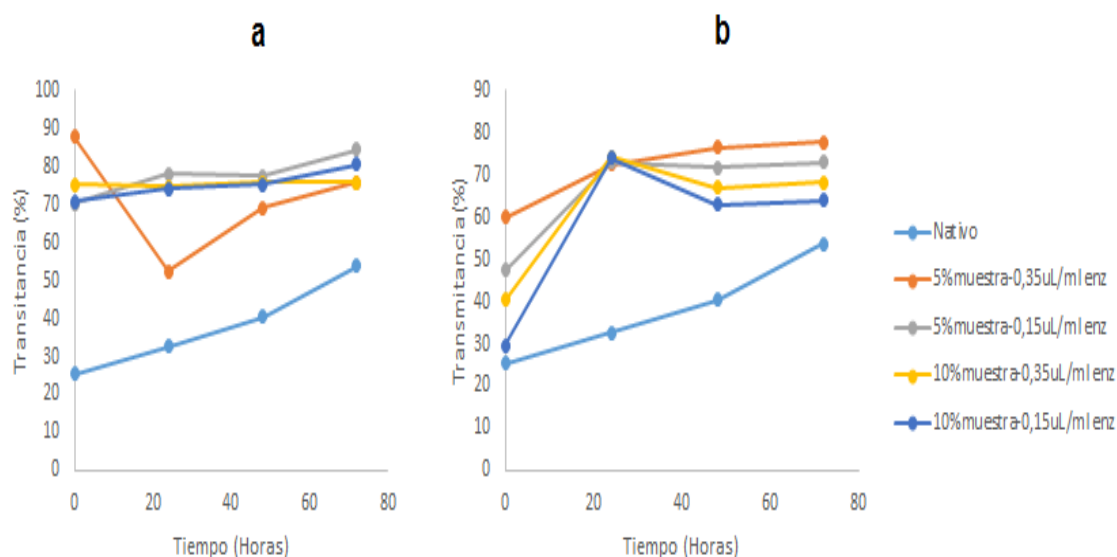 a
b
Transitancia (%)
100
90
80
70
60
50
40
30
20
10
0
0
20
40
60
80
Tiempo (Horas)
Transmitancia (%)
90
80
70
60
50
40
30
20
10
0
0
20
40
60
80
Tiempo (Horas)
Nativo
5%muestra-0,35uL/ml enz
5%muestra-0,15uL/ml enz
10%muestra-0,35uL/ml enz
10%muestra-0,15uL/ml enz